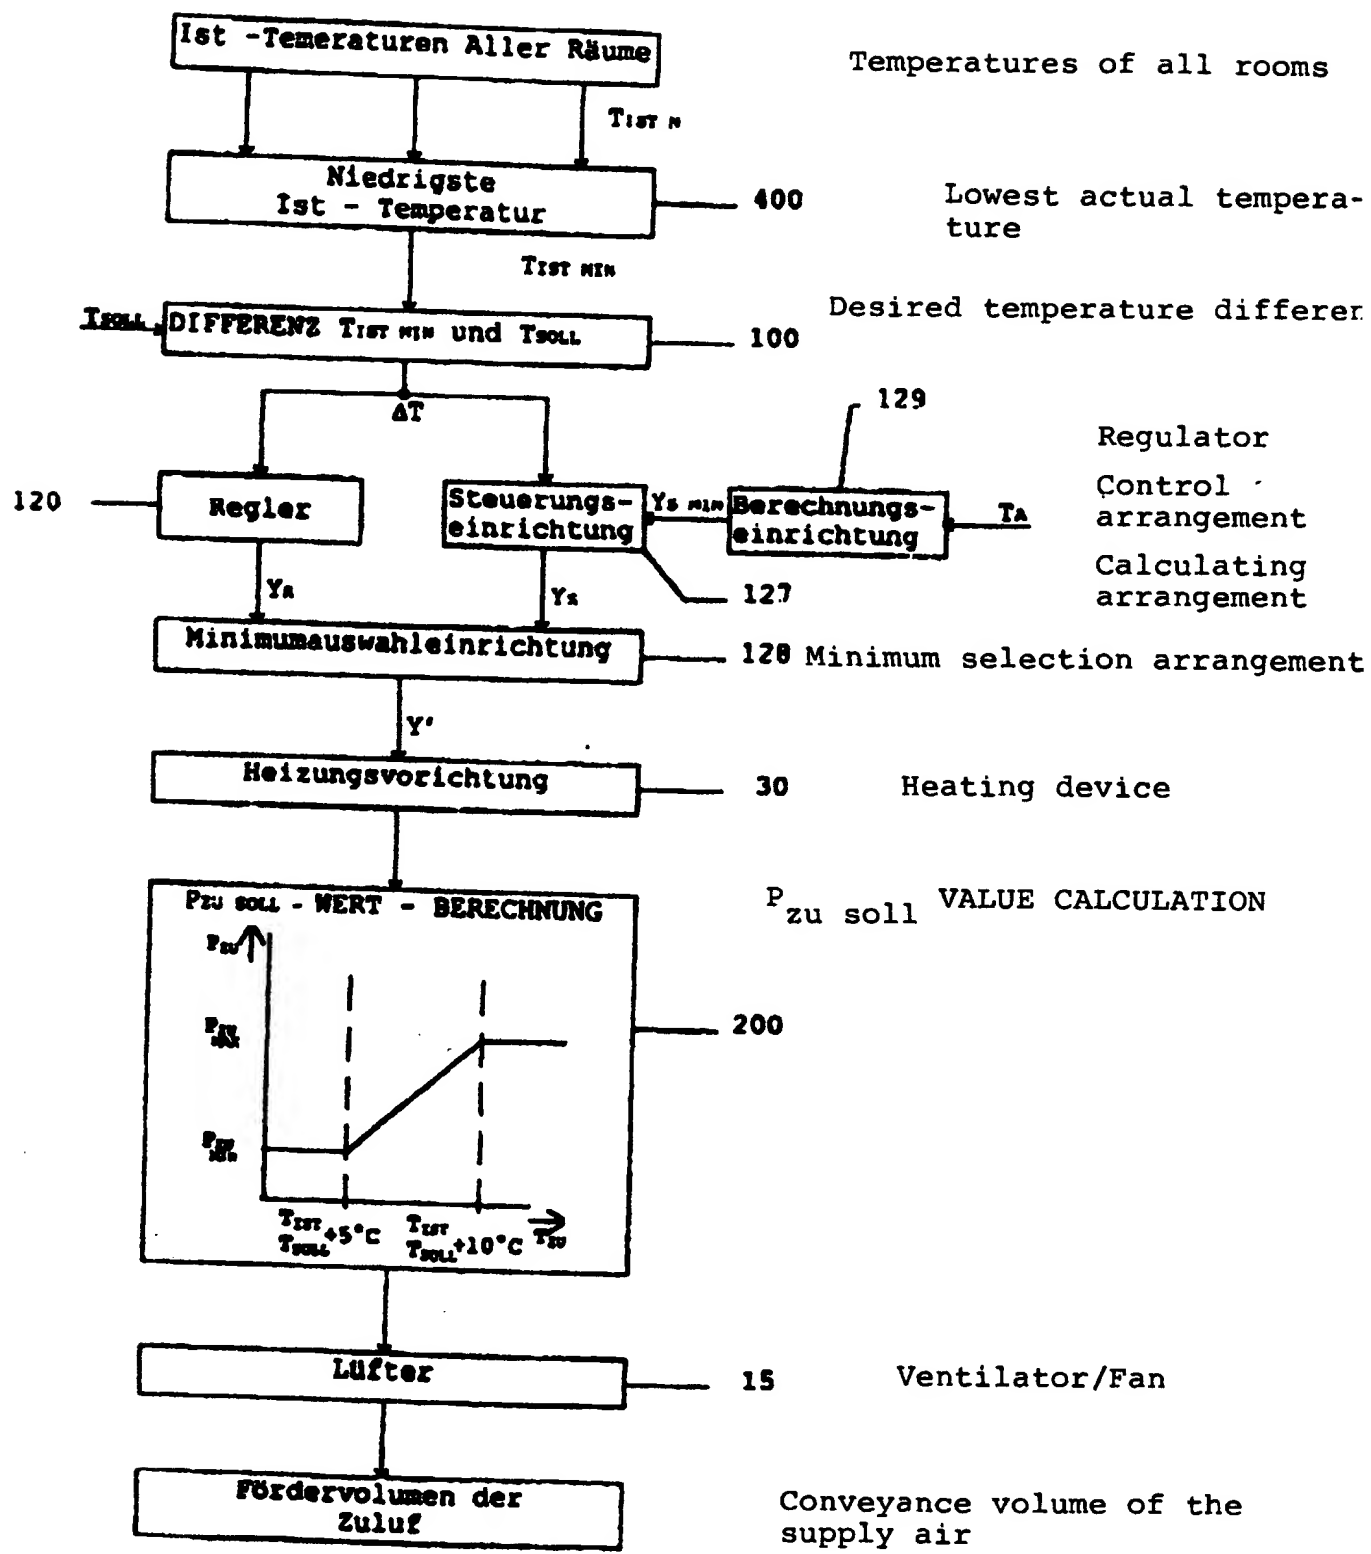 Ist -Temeraturen Aller Räume
Temperatures of all rooms
TIST N
Niedrigste
Ist - Temperatur
400
Lowest actual tempera-
ture
TIST MIN
Desired temperature differen
TSOLL
DIFFERENZ TIST MIN und TSOLL
100
ΔT
129
Regulator
120
Regler
Steuerungs-
einrichtung
YS MIN
Berechnungs-
einrichtung
TA
Control
arrangement
Calculating
arrangement
YR
YS
127
Minimumauswahleinrichtung
128
Minimum selection arrangement
Y'
Heizungsvorichtung
30
Heating device
PZU SOLL - WERT - BERECHNUNG
Pzu soll VALUE CALCULATION
PZU
PZU
MAX
200
PZU
MIN
TIST
TSOLL +5°C
TIST
TSOLL +10°C
TZU
Lüfter
15
Ventilator/Fan
Fördervolumen der
Zuluf
Conveyance volume of the
supply air